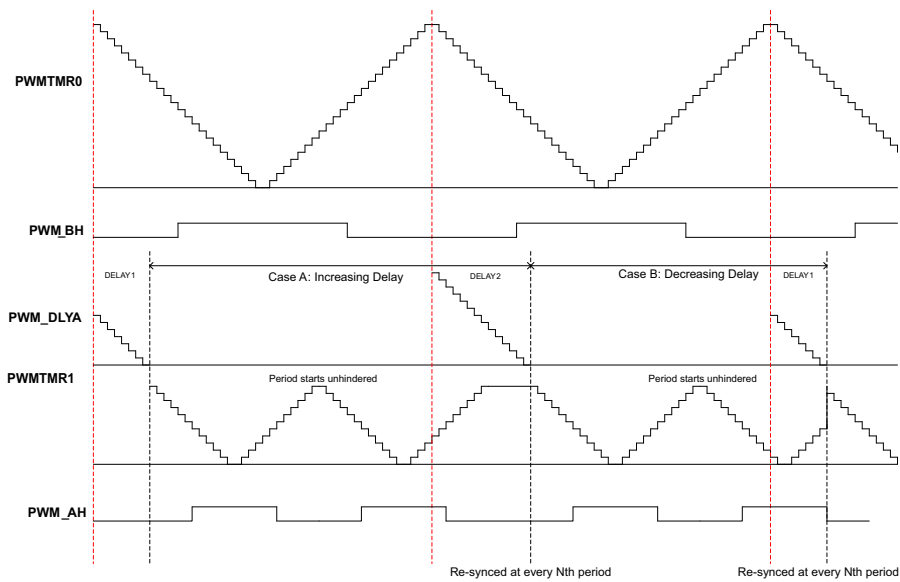 PWMTMR0
PWM_BH
DELAY1
Case A: Increasing Delay
DELAY2
Case B: Decreasing Delay
DELAY1
PWM_DLYA
PWMTMR1
Period starts unhindered
Period starts unhindered
PWM_AH
Re-synced at every Nth period
Re-synced at every Nth period